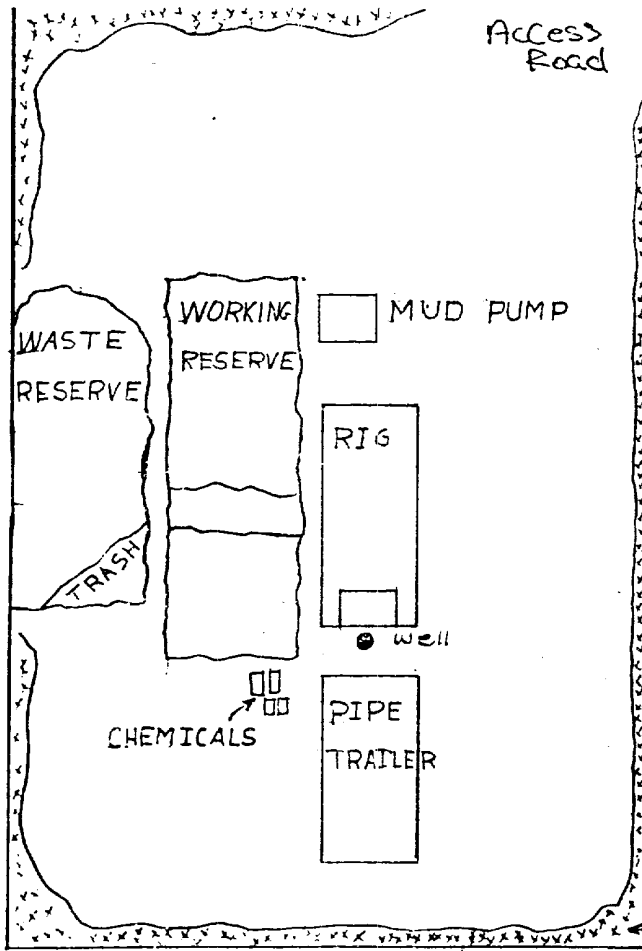 Access
Road
WORKING
RESERVE
MUD PUMP
WASTE
RESERVE
RIG
TRASH
well
CHEMICALS
PIPE
TRAILER